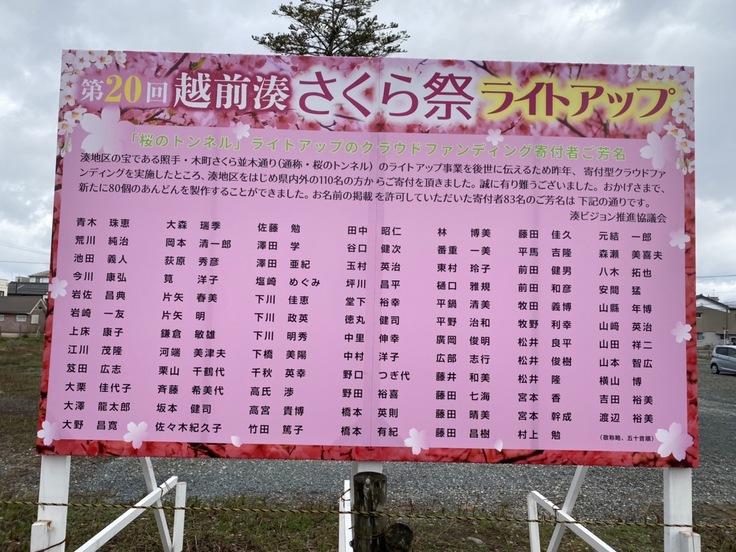 第20回 越前湊 さくら祭 ライトアップ
「桜のトンネル」ライトアップのクラウドファンディング寄付者ご芳名
湊地区の宝である照手・木町さくら並木通り(通称・桜のトンネル)のライトアップ事業を後世に伝えるため昨年、寄付型クラウドファ
ンディングを実施したところ、湊地区をはじめ県内外の110名の方からご寄付を頂きました。誠に有り難うございました。おかげさまで、
新たに80個のあんどんを製作することができました。お名前の掲載を許可していただいた寄付者83名のご芳名は下記の通りです。
湊ビジョン推進協議会
青木 珠恵
荒川 純治
池田 義人
今川 康弘
岩佐 昌典
岩崎 一友
上床 康子
江川 茂隆
笈田 広志
大栗 佳代子
大澤 龍太郎
大野 昌寛
大森 瑞季
岡本 清一郎
荻原 秀彦
筧 洋子
片矢 春美
片矢 明
鎌倉 敏雄
河端 美津夫
栗山 千鶴代
斉藤 希美代
坂本 健司
佐々木紀久子
佐藤 勉
澤田 学
澤田 亜紀
塩崎 めぐみ
下川 佳恵
下川 政英
下川 明秀
下橋 美陽
千秋 英幸
高氏 渉
高宮 貴博
竹田 篤子
田中 昭仁
谷口 健次
玉村 英治
坪川 昌平
堂下 裕幸
徳丸 健司
中里 伸幸
中村 洋子
野口 つぎ代
野田 裕喜
橋本 英則
橋本 有紀
林 博美
番重 一美
東村 玲子
樋口 雅規
平鍋 清美
平野 治和
廣岡 俊明
広部 志行
藤井 和美
藤田 七海
藤田 晴美
藤田 昌樹
藤田 佳久
平馬 吉隆
前田 健男
前田 和彦
牧田 義博
牧野 利幸
松井 良平
松井 俊樹
松井 隆
宮本 香
宮本 幹成
村上 勉
元結 一郎
森瀬 美喜夫
八木 拓也
安間 猛
山縣 年博
山﨑 英治
山田 祥二
山本 智広
横山 博
吉田 裕美
渡辺 裕美
(敬称略、五十音順)